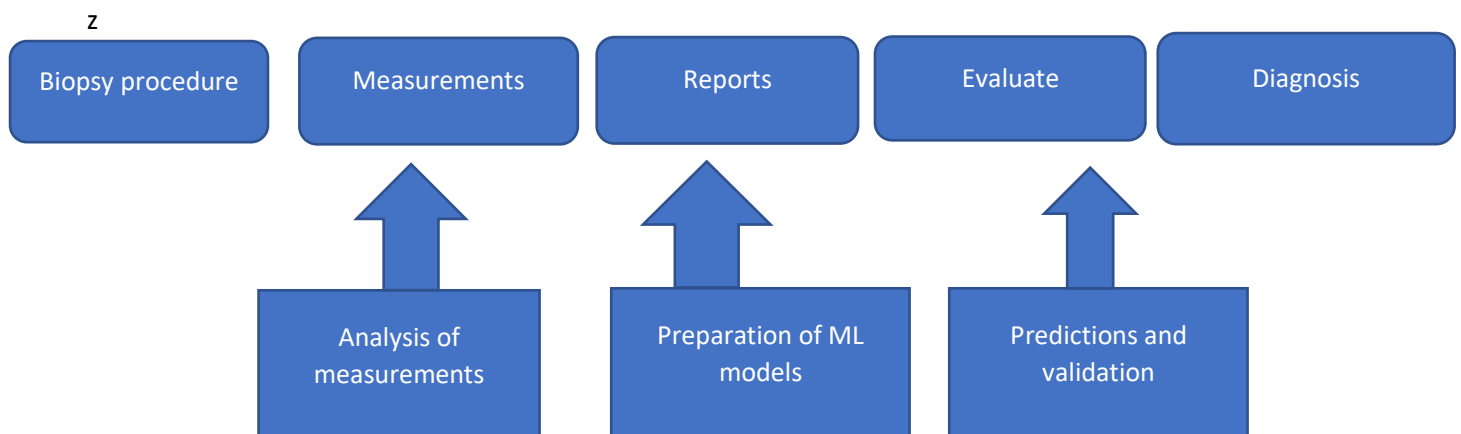 z
Biopsy procedure
Measurements
Reports
Evaluate
Diagnosis
Analysis of
measurements
Preparation of ML
models
Predictions and
validation